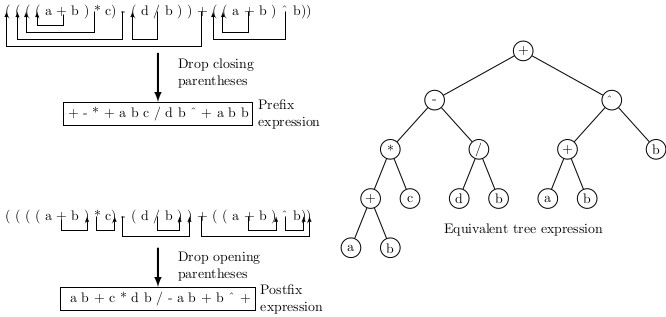 ( ( ( ( a + b ) * c) - ( d / b ) ) + ( ( a + b ) ^ b))
Drop closing
parentheses
+ - * + a b c / d b ^ + a b b
Prefix
expression
( ( ( ( a + b ) * c) - ( d / b ) ) + ( ( a + b ) ^ b))
Drop opening
parentheses
a b + c * d b / - a b + b ^ +
Postfix
expression
+
- ^
* / + b
+ c d b a b
a b
Equivalent tree expression